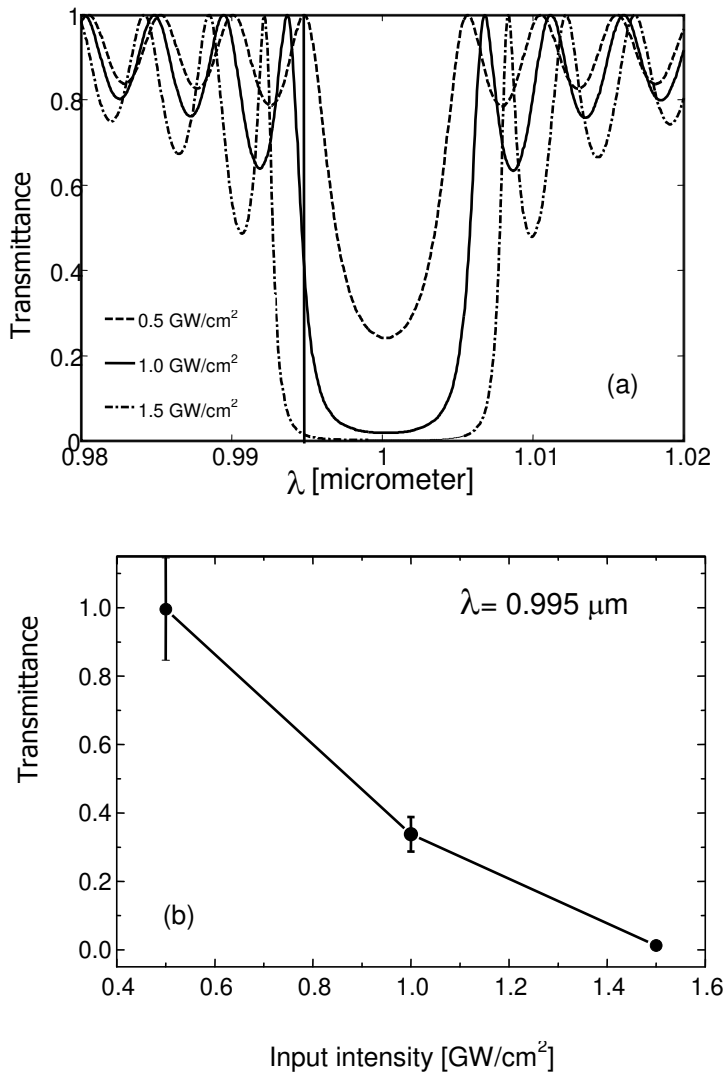 1
0.8
0.6
0.4
0.2
0
Transmittance
0.5 GW/cm²
1.0 GW/cm²
1.5 GW/cm²
(a)
0.98
0.99
1
1.01
1.02
λ [micrometer]
λ= 0.995 μm
1.0
0.8
0.6
0.4
0.2
0.0
Transmittance
(b)
0.4
0.6
0.8
1.0
1.2
1.4
1.6
Input intensity [GW/cm²]